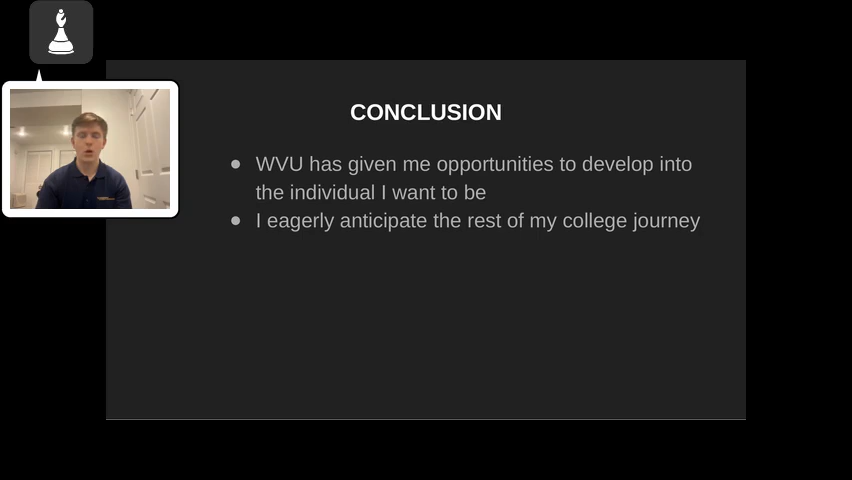 CONCLUSION
● WVU has given me opportunities to develop into
the individual I want to be
● I eagerly anticipate the rest of my college journey